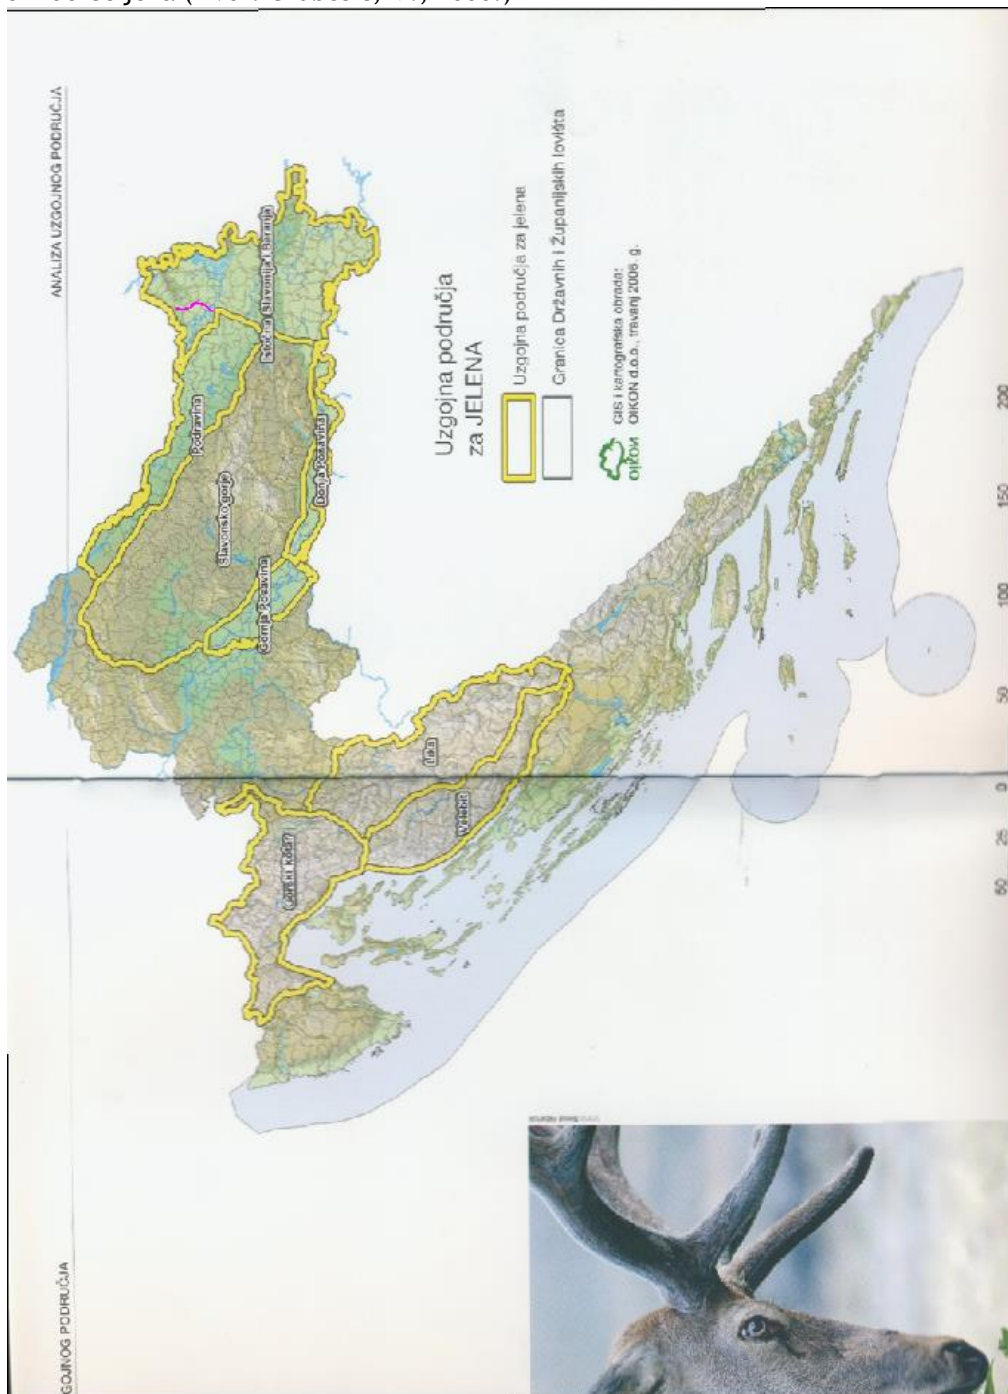 ANALIZA UZGOJNOG PODRUČJA
GOJNOG PODRUČJA
Podravina
Slavonsko gorje
Istočna Slavonija i Baranja
Donja Posavina
Gornja Posavina
Lika
Velebit
Gorski kotar
Uzgojna područja
za JELENA
Uzgojna područja za jelena
Granica Državnih i Županijskih lovišta
OIKON
GIS i kartografska obrada:
OIKON d.o.o., travanj 2006. g.
50
25
0
50
100
150
200